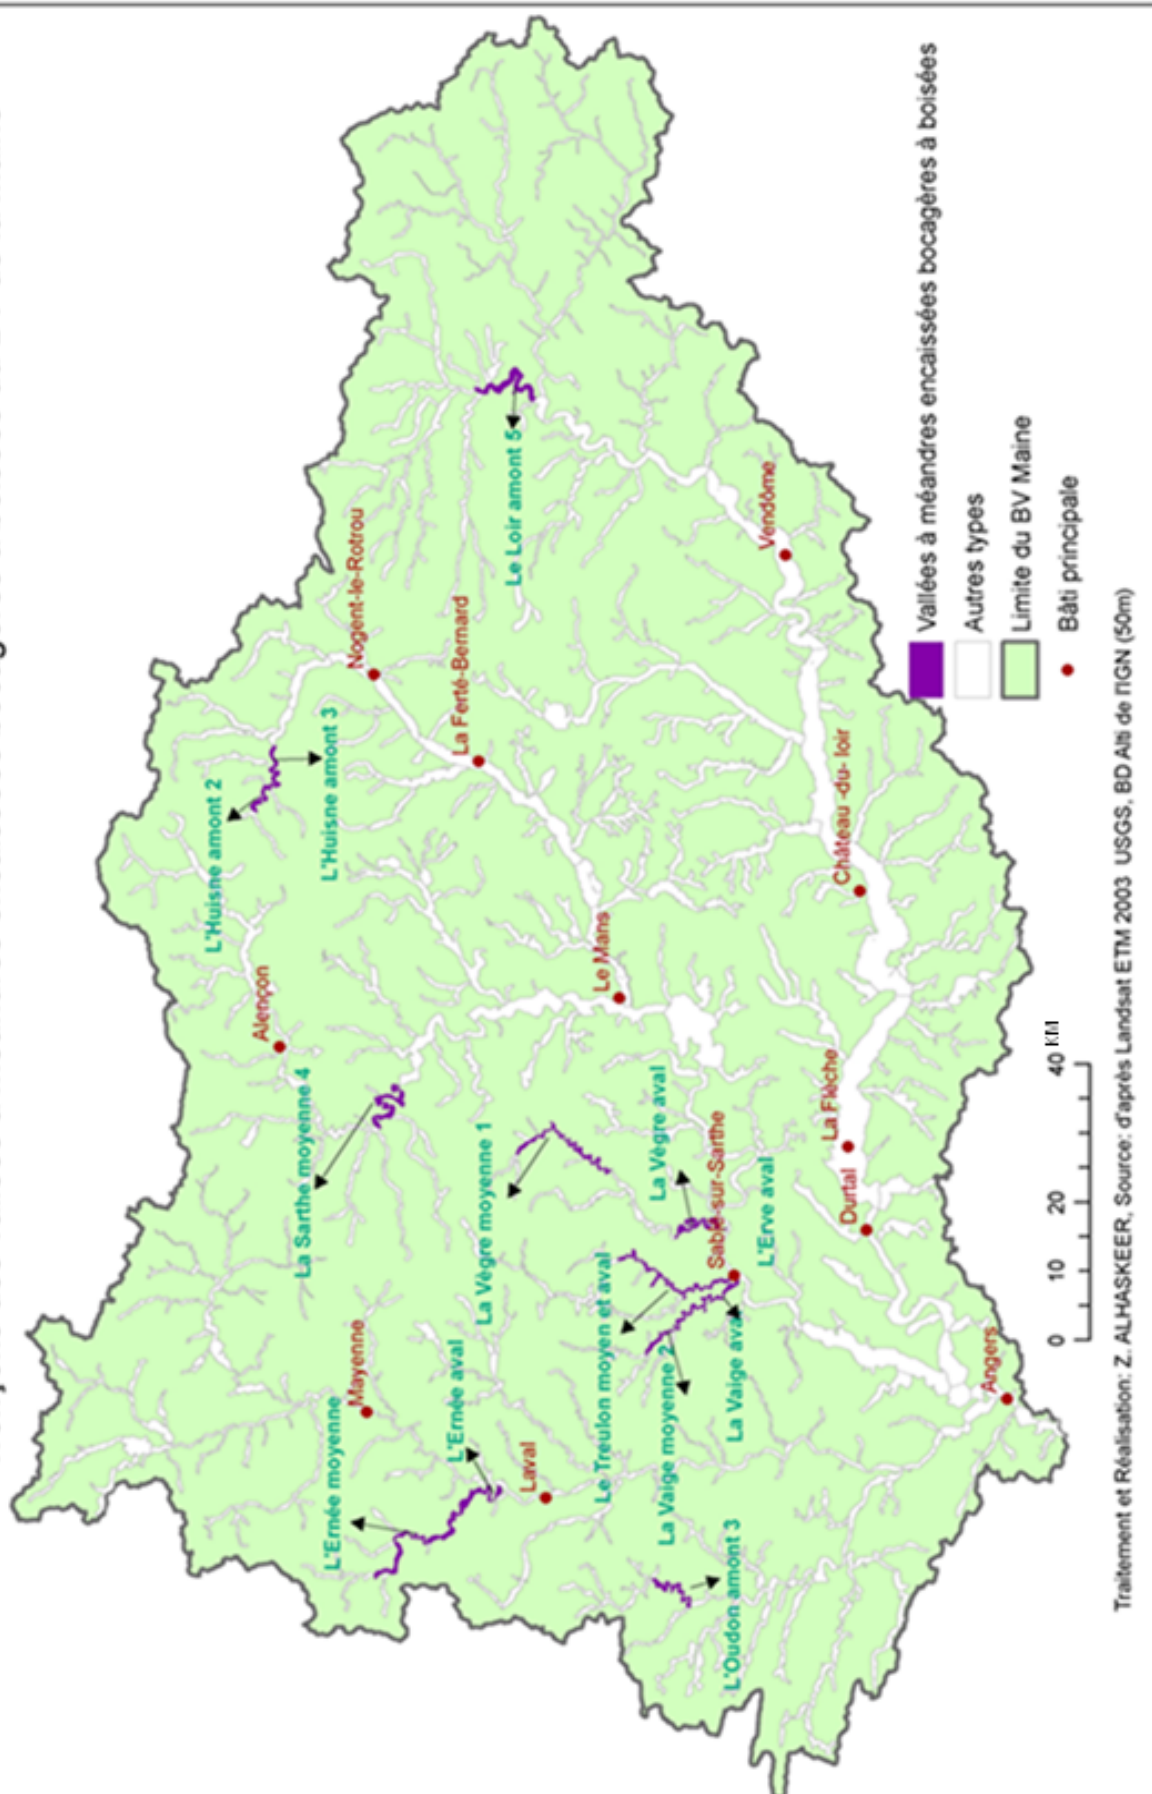 L'Huisne amont 2
Alençon
L'Huisne amont 3
Nogent-le-Rotrou
La Sarthe moyenne 4
L'Ernée moyenne
Mayenne
La Ferté-Bernard
L'Ernée aval
La Vègre moyenne 1
Le Loir amont 5
Laval
Le Mans
Le Treulon moyen et aval
La Vègre aval
La Vaige moyenne 2
Sablé-sur-Sarthe
L'Oudon amont 3
La Vaige aval
L'Erve aval
Vendôme
Château -du- loir
La Flèche
Durtal
Angers
Vallées à méandres encaissées bocagères à boisées
Autres types
Limite du BV Maine
Bâti principale
0 10 20 40 KM
Traitement et Réalisation: Z. ALHASKEER, Source: d'après Landsat ETM 2003 USGS, BD Alti de l'IGN (50m)